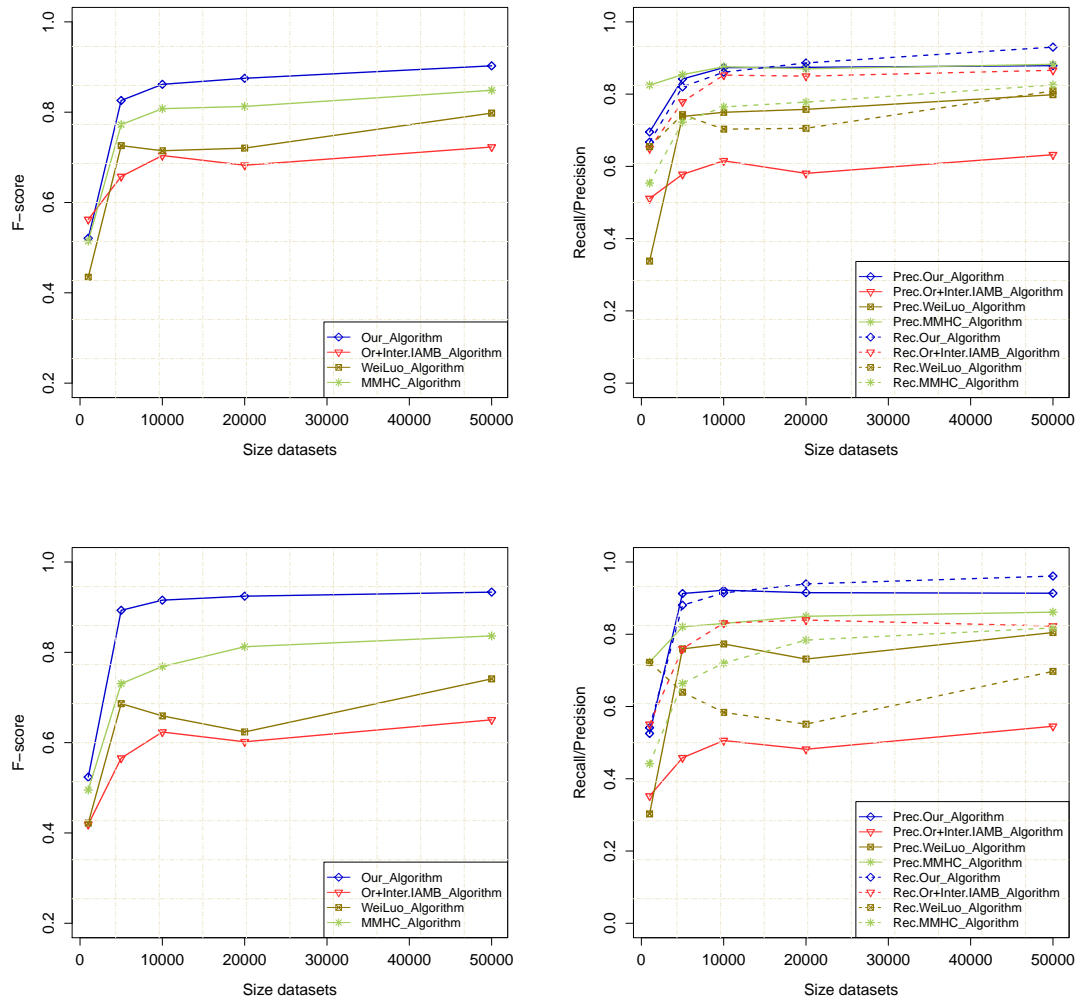 1.0
0.8
0.6
0.4
0.2
F−score
0 10000 20000 30000 40000 50000
Size datasets
Our_Algorithm
Or+Inter.IAMB_Algorithm
WeiLuo_Algorithm
MMHC_Algorithm
1.0
0.8
0.6
0.4
0.2
0.0
Recall/Precision
0 10000 20000 30000 40000 50000
Size datasets
Prec.Our_Algorithm
Prec.Or+Inter.IAMB_Algorithm
Prec.WeiLuo_Algorithm
Prec.MMHC_Algorithm
Rec.Our_Algorithm
Rec.Or+Inter.IAMB_Algorithm
Rec.WeiLuo_Algorithm
Rec.MMHC_Algorithm
1.0
0.8
0.6
0.4
0.2
F−score
0 10000 20000 30000 40000 50000
Size datasets
Our_Algorithm
Or+Inter.IAMB_Algorithm
WeiLuo_Algorithm
MMHC_Algorithm
1.0
0.8
0.6
0.4
0.2
0.0
Recall/Precision
0 10000 20000 30000 40000 50000
Size datasets
Prec.Our_Algorithm
Prec.Or+Inter.IAMB_Algorithm
Prec.WeiLuo_Algorithm
Prec.MMHC_Algorithm
Rec.Our_Algorithm
Rec.Or+Inter.IAMB_Algorithm
Rec.WeiLuo_Algorithm
Rec.MMHC_Algorithm